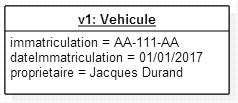 v1: Vehicule
immatriculation = AA-111-AA
dateImmatriculation = 01/01/2017
proprietaire = Jacques Durand